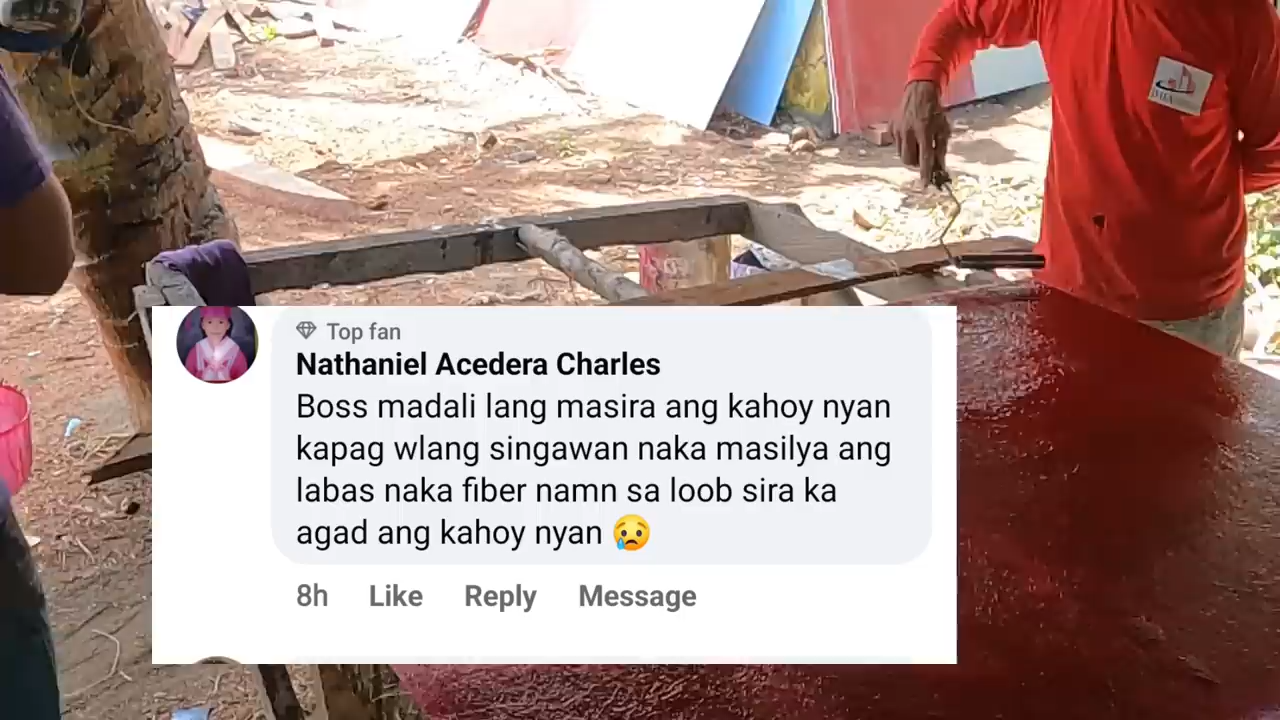 Top fan
Nathaniel Acedera Charles
Boss madali lang masira ang kahoy nyan
kapag wlang singawan naka masilya ang
labas naka fiber namn sa loob sira ka
agad ang kahoy nyan 😢
8h Like Reply Message